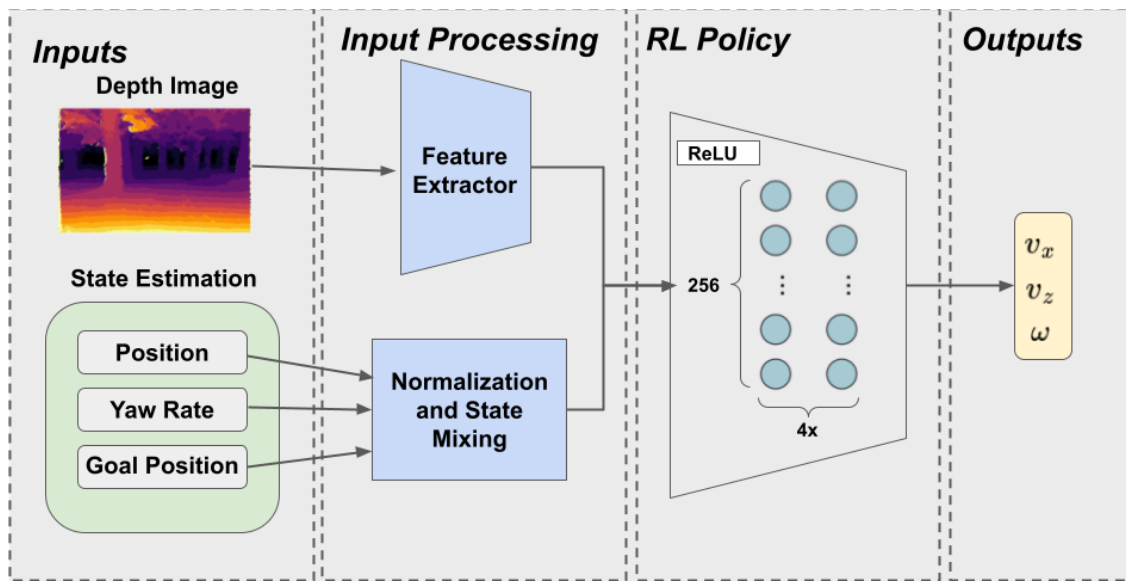 Inputs
Depth Image
State Estimation
Position
Yaw Rate
Goal Position
Input Processing
Feature
Extractor
Normalization
and State
Mixing
RL Policy
ReLU
256
4x
Outputs
v_x
v_z
ω